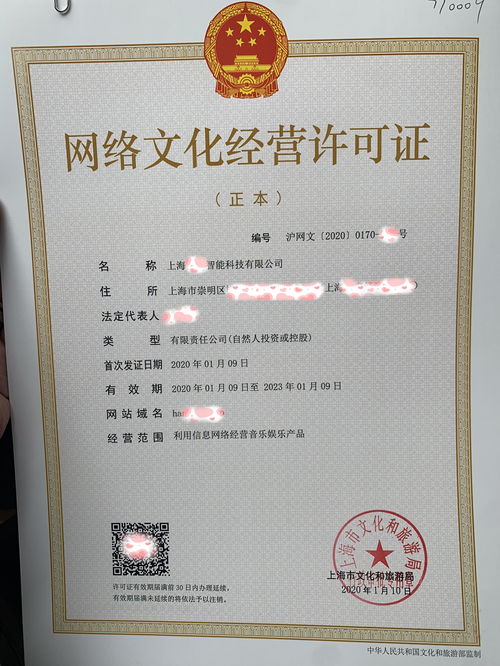 网络文化经营许可证
(正本)
编号 沪网文〔2020〕0170- 号
名称 上海 智能科技有限公司
住所 上海市崇明区 上海
法定代表人
类型 有限责任公司(自然人投资或控股)
首次发证日期 2020年01月09日
有效期 2020年01月09日至 2023年01月09日
网站域名 han
经营范围 利用信息网络经营音乐娱乐产品
上海市文化和旅游局
许可证有效期届满前30日内办理延续,
有效期届满未延续的将依法予以注销。
上海市文化和旅游局
2020年1月10日
中华人民共和国文化和旅游部监制